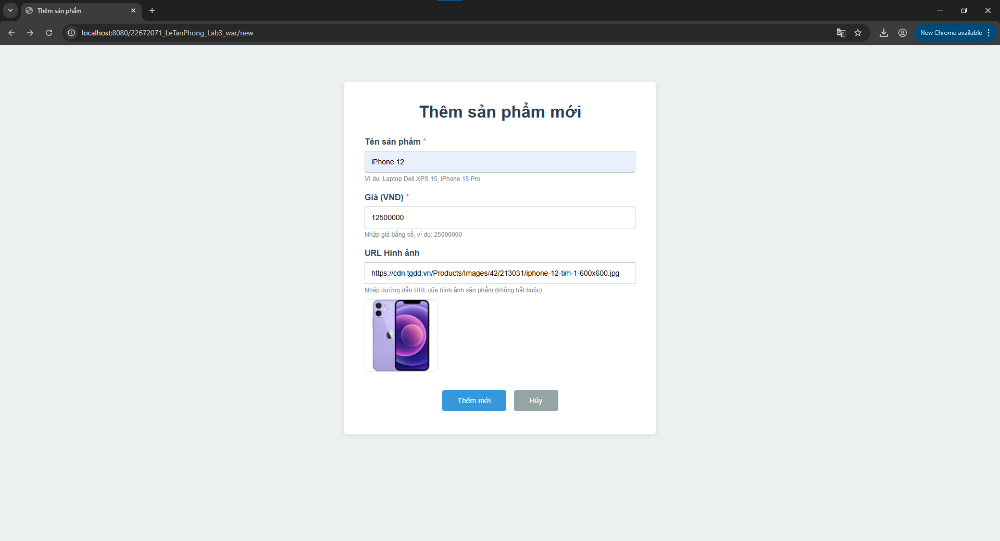 Thêm sản phẩm
localhost:8080/22672071_LeTanPhong_Lab3_war/new
New Chrome available
Thêm sản phẩm mới
Tên sản phẩm *
iPhone 12
Ví dụ: Laptop Dell XPS 15, iPhone 15 Pro
Giá (VNĐ) *
12500000
Nhập giá bằng số, ví dụ: 25000000
URL Hình ảnh
https://cdn.tgdd.vn/Products/Images/42/213031/iphone-12-tim-1-600x600.jpg
Nhập đường dẫn URL của hình ảnh sản phẩm (không bắt buộc)
Thêm mới
Hủy